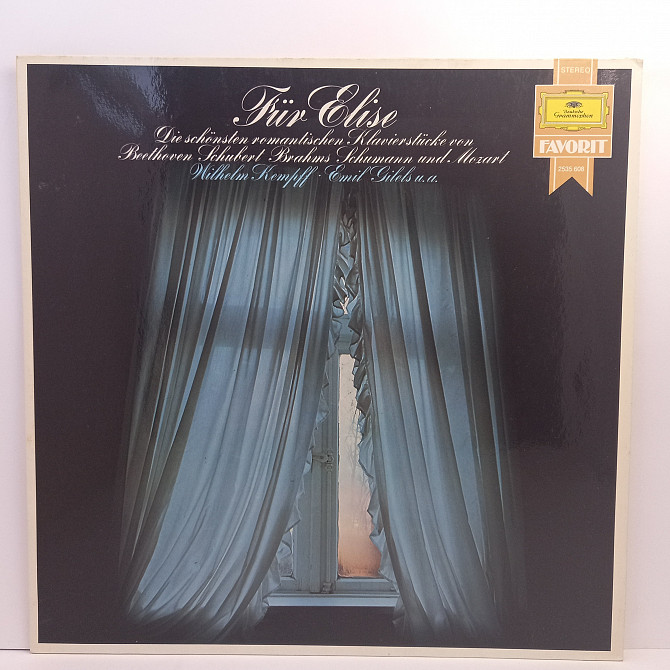 Für Elise
Die schönsten romantischen Klavierstücke von
Beethoven Schubert Brahms Schumann und Mozart
Wilhelm Kempff · Emil Gilels u.a.
STEREO
Deutsche
Grammophon
FAVORIT
2535 608